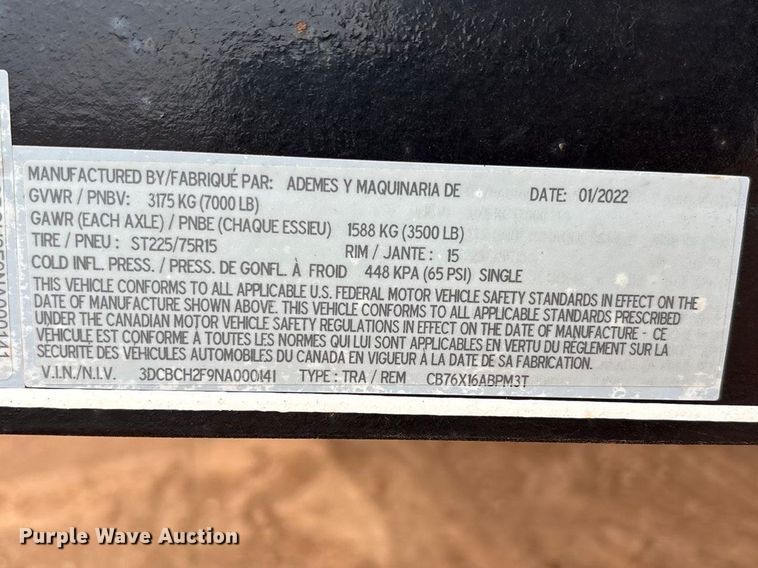 MANUFACTURED BY/FABRIQUÉ PAR: ADEMES Y MAQUINARIA DE DATE: 01/2022
GVWR / PNBV: 3175 KG (7000 LB)
GAWR (EACH AXLE) / PNBE (CHAQUE ESSIEU) 1588 KG (3500 LB)
TIRE / PNEU : ST225/75R15 RIM / JANTE : 15
COLD INFL. PRESS. / PRESS. DE GONFL. À FROID 448 KPA (65 PSI) SINGLE
THIS VEHICLE CONFORMS TO ALL APPLICABLE U.S. FEDERAL MOTOR VEHICLE SAFETY STANDARDS IN EFFECT ON THE
DATE OF MANUFACTURE SHOWN ABOVE. THIS VEHICLE CONFORMS TO ALL APPLICABLE STANDARDS PRESCRIBED
UNDER THE CANADIAN MOTOR VEHICLE SAFETY REGULATIONS IN EFFECT ON THE DATE OF MANUFACTURE - CE
VÉHICULE EST CONFORME À TOUTES LES NORMES QUI LUI SONT APPLICABLES EN VERTU DU RÈGLEMENT SUR LA
SÉCURITÉ DES VÉHICULES AUTOMOBILES DU CANADA EN VIGUEUR À LA DATE DE SA FABRICATION.
V.I.N./N.I.V. 3DCBCH2F9NA000141 TYPE : TRA / REM CB76X16ABPM3T
Purple Wave Auction